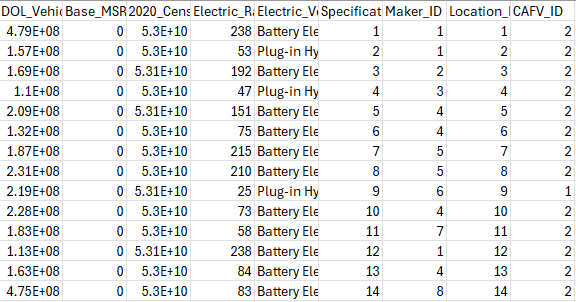 DOL_Vehic Base_MSR 2020_Cens Electric_Ra Electric_Ve Specificat Maker_ID Location_I CAFV_ID
4.79E+08 0 5.3E+10 238 Battery Ele 1 1 1 2
1.57E+08 0 5.3E+10 53 Plug-in Hy 2 1 2 2
1.69E+08 0 5.31E+10 192 Battery Ele 3 2 3 2
1.1E+08 0 5.3E+10 47 Plug-in Hy 4 3 4 2
2.09E+08 0 5.31E+10 151 Battery Ele 5 4 5 2
1.32E+08 0 5.3E+10 75 Battery Ele 6 4 6 2
1.87E+08 0 5.3E+10 215 Battery Ele 7 5 7 2
2.31E+08 0 5.3E+10 210 Battery Ele 8 5 8 2
2.19E+08 0 5.31E+10 25 Plug-in Hy 9 6 9 1
2.28E+08 0 5.3E+10 73 Battery Ele 10 4 10 2
1.83E+08 0 5.3E+10 58 Battery Ele 11 7 11 2
1.13E+08 0 5.31E+10 238 Battery Ele 12 1 12 2
1.63E+08 0 5.3E+10 84 Battery Ele 13 4 13 2
4.75E+08 0 5.3E+10 83 Battery Ele 14 8 14 2